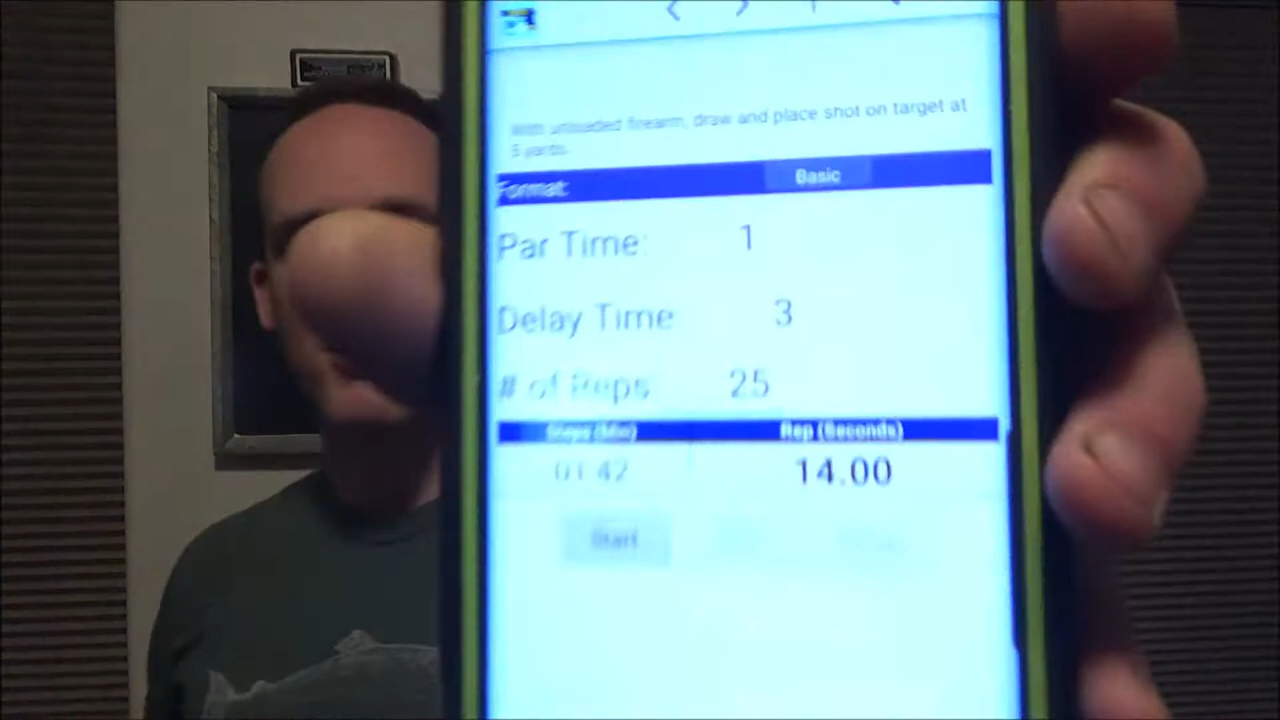 With unloaded firearm, draw and place shot on target at
5 yards.
Format: Basic
Par Time: 1
Delay Time 3
# of Reps 25
Rep (Seconds)
01:42 14.00
Start